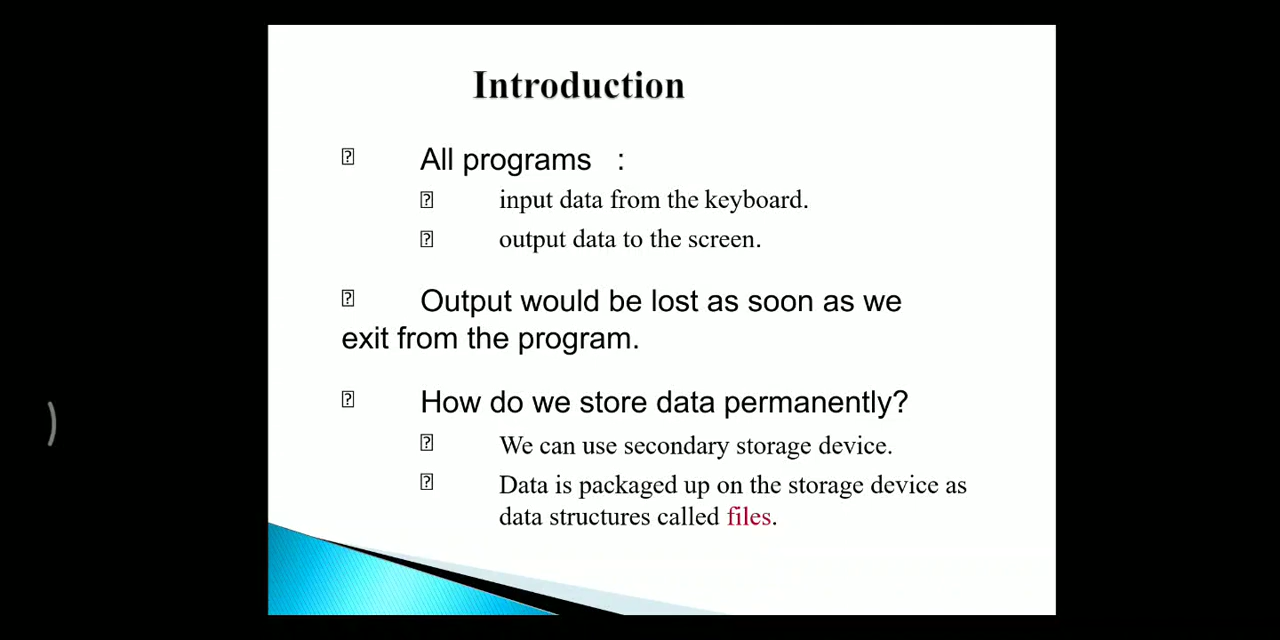 Introduction
All programs :
input data from the keyboard.
output data to the screen.
Output would be lost as soon as we
exit from the program.
How do we store data permanently?
We can use secondary storage device.
Data is packaged up on the storage device as
data structures called files.